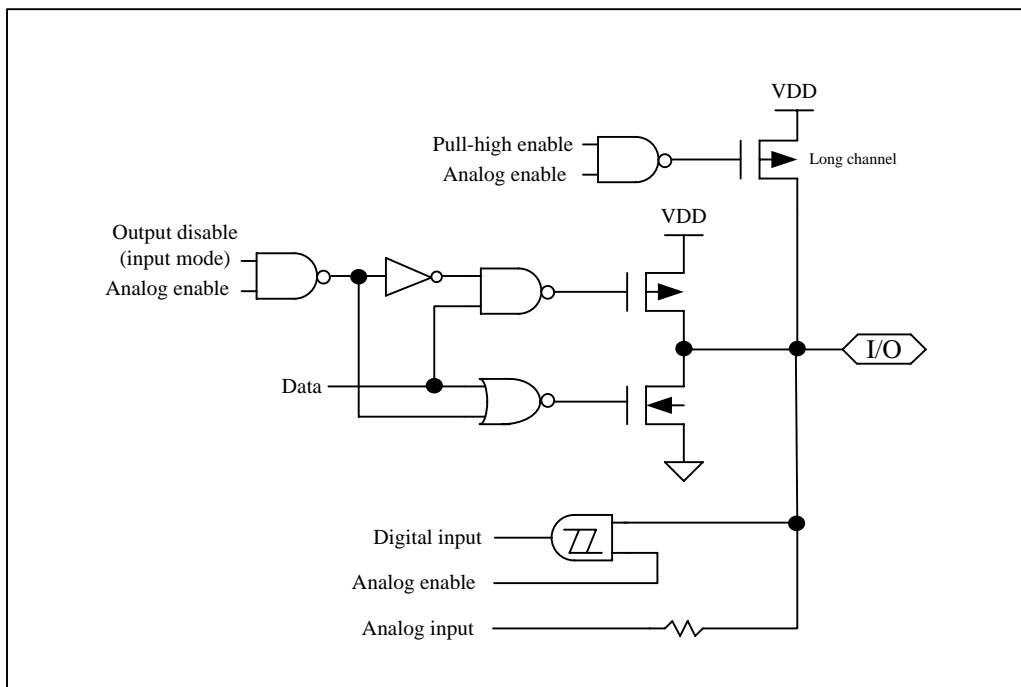 VDD
Pull-high enable
Analog enable
Long channel
VDD
Output disable
(input mode)
Analog enable
I/O
Data
Digital input
Analog enable
Analog input